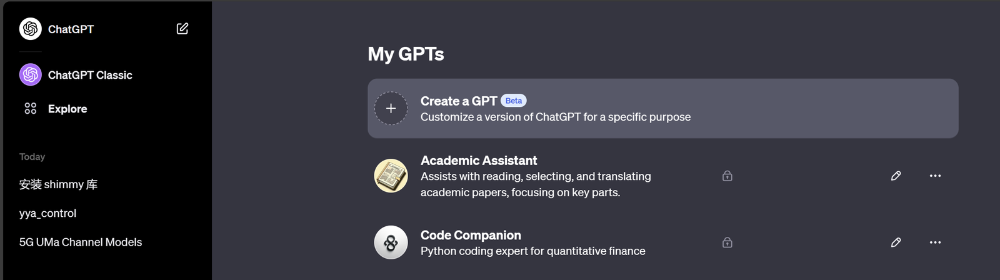 ChatGPT
ChatGPT Classic
Explore
Today
安装 shimmy 库
yya_control
5G UMa Channel Models
My GPTs
Create a GPT Beta
Customize a version of ChatGPT for a specific purpose
Academic Assistant
Assists with reading, selecting, and translating
academic papers, focusing on key parts.
Code Companion
Python coding expert for quantitative finance